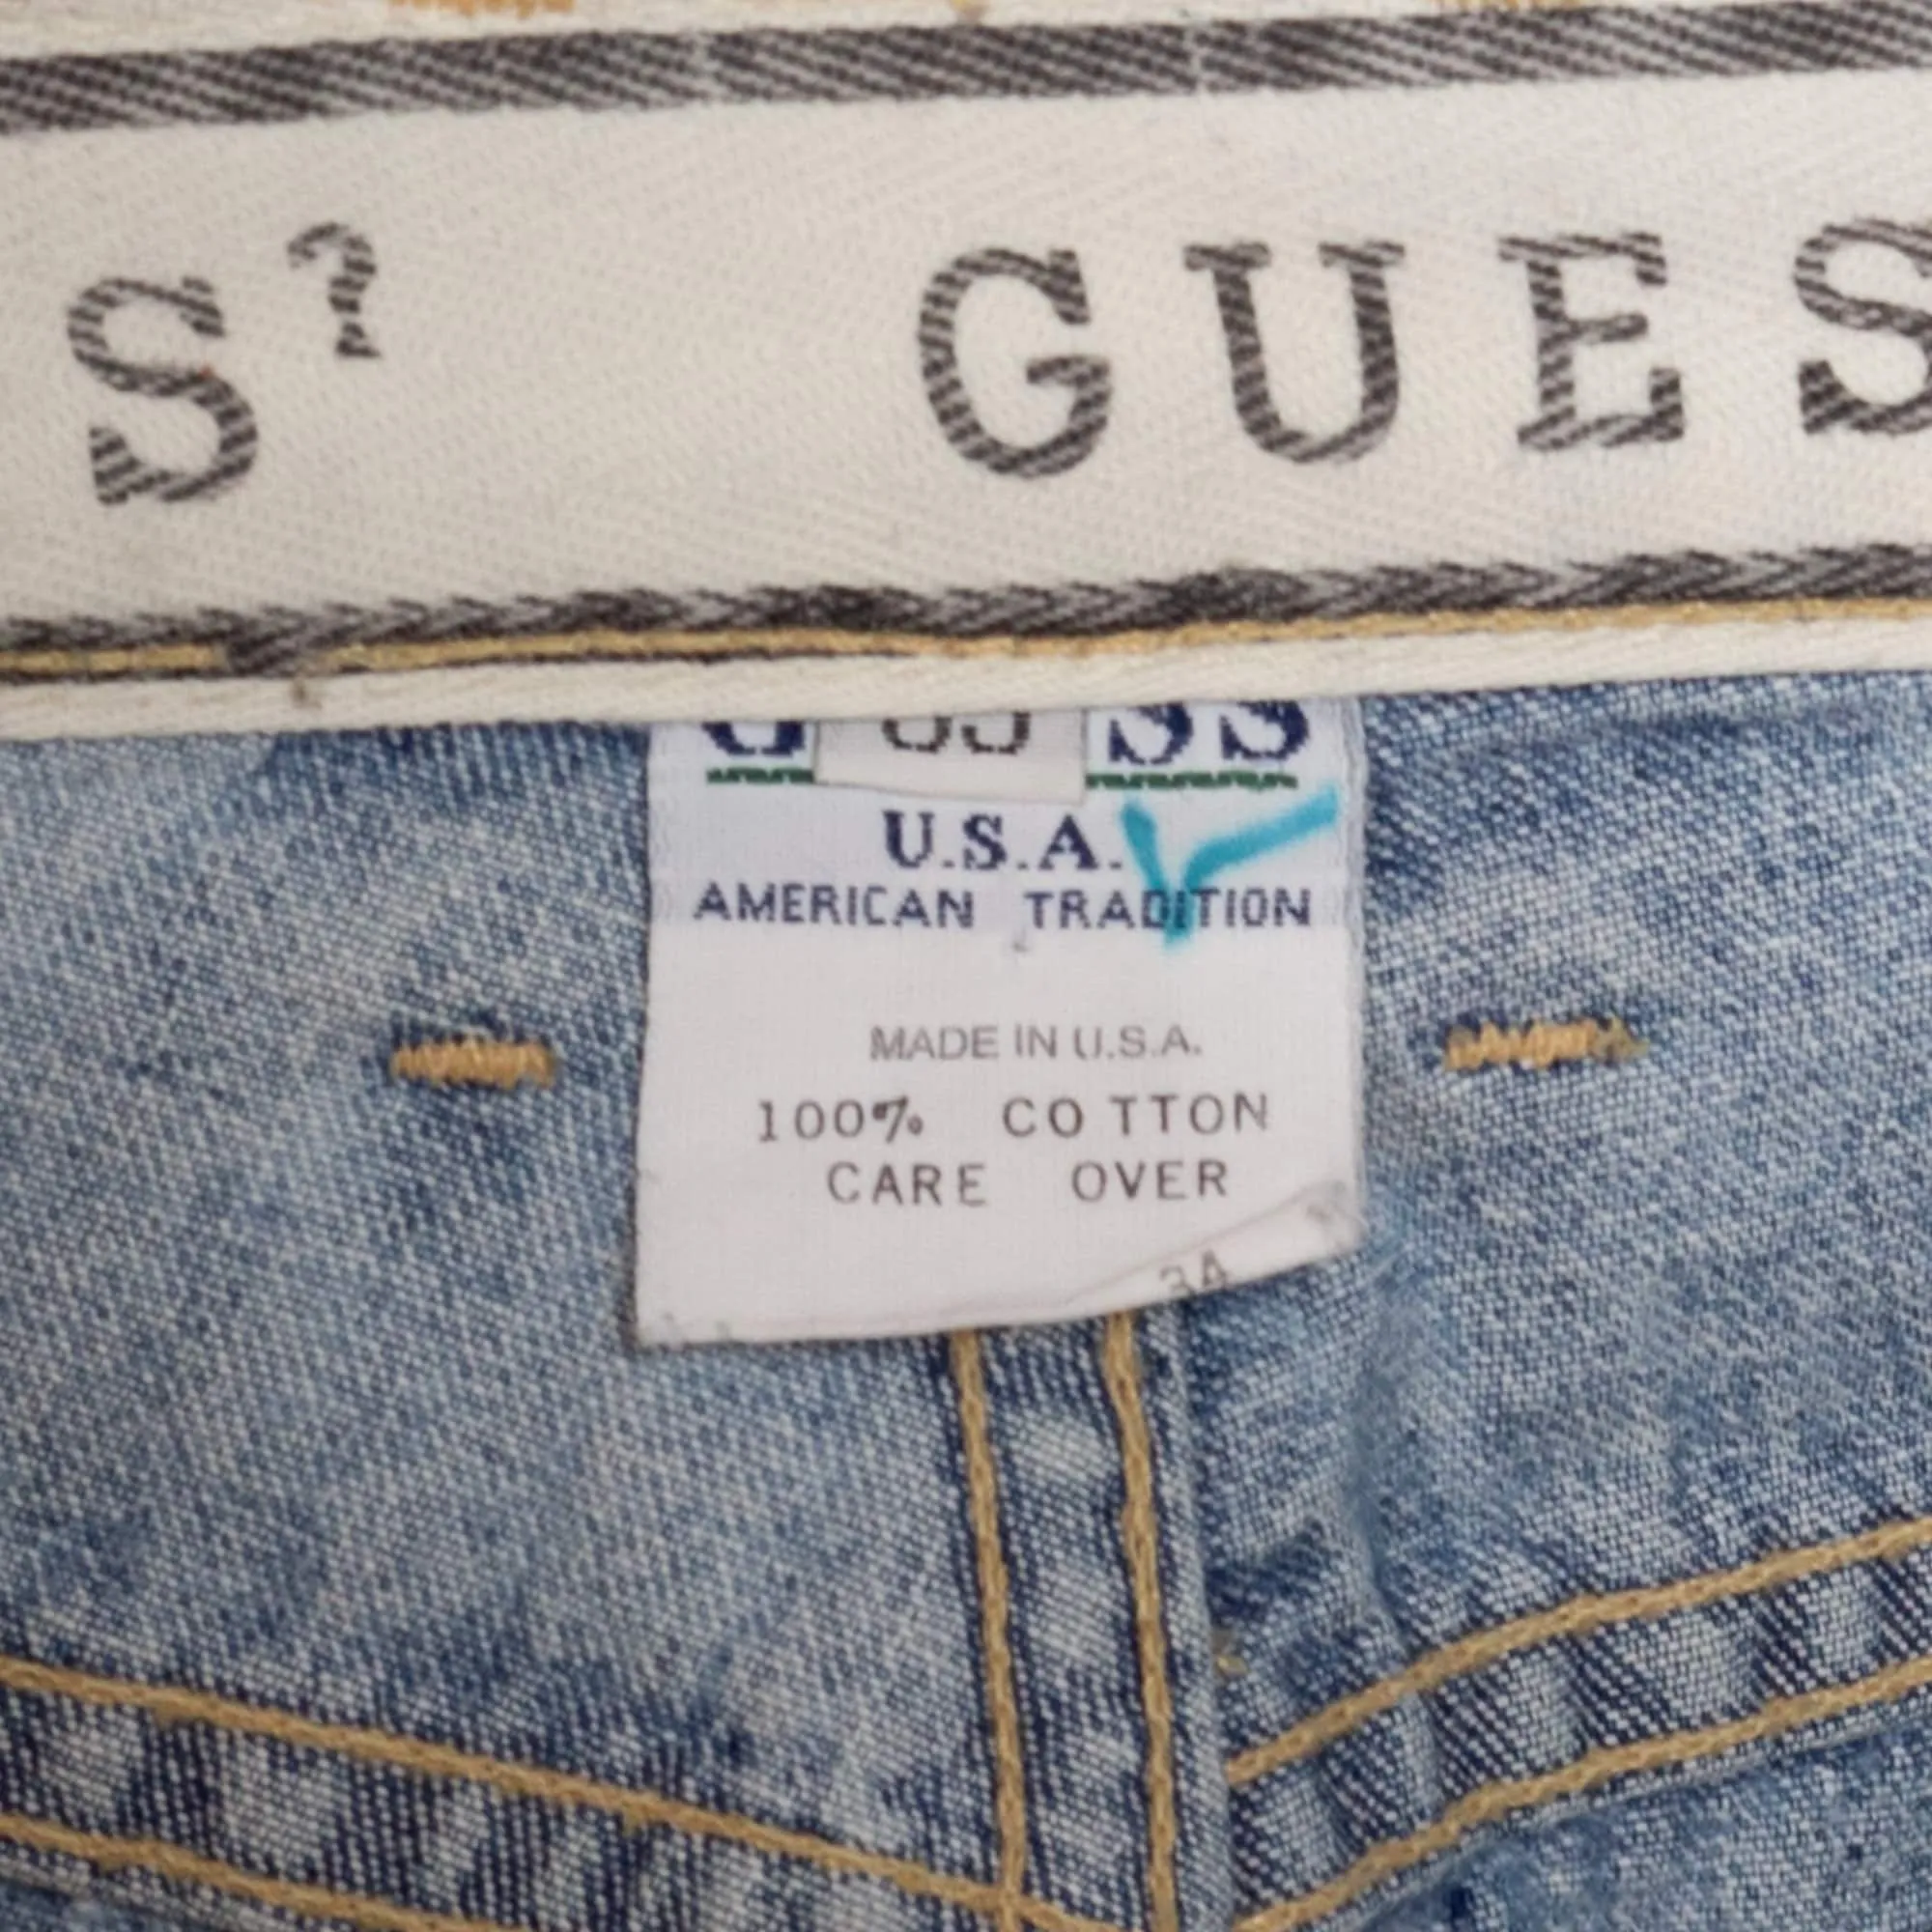 S? GUES
U.S.A.
AMERICAN TRADITION
MADE IN U.S.A.
100% COTTON
CARE OVER
34